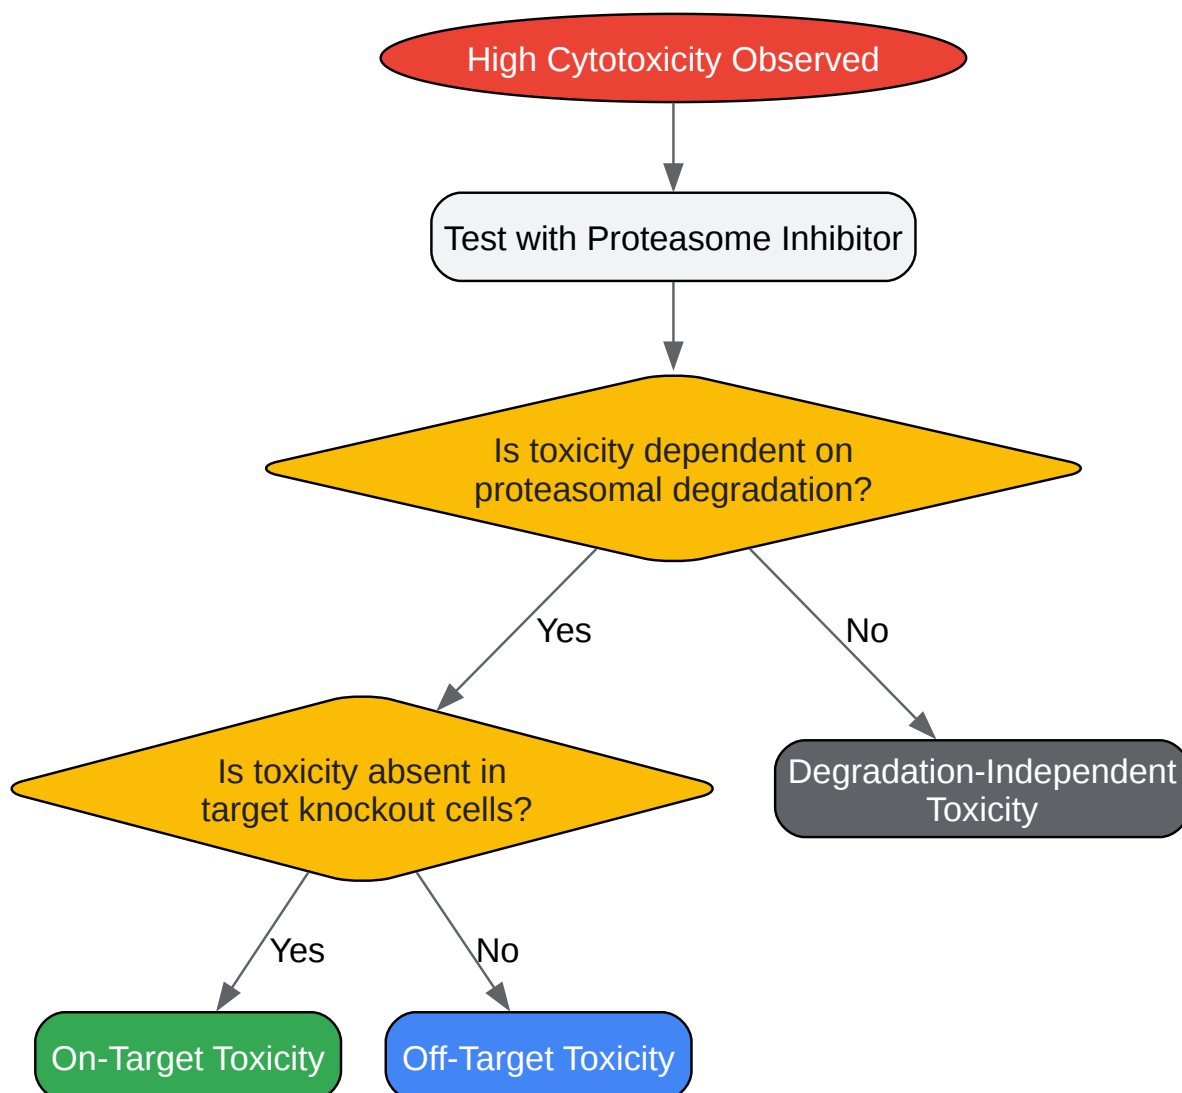 High Cytotoxicity Observed
Test with Proteasome Inhibitor
Is toxicity dependent on
proteasomal degradation?
Yes
No
Is toxicity absent in
target knockout cells?
Degradation-Independent
Toxicity
Yes
No
On-Target Toxicity
Off-Target Toxicity